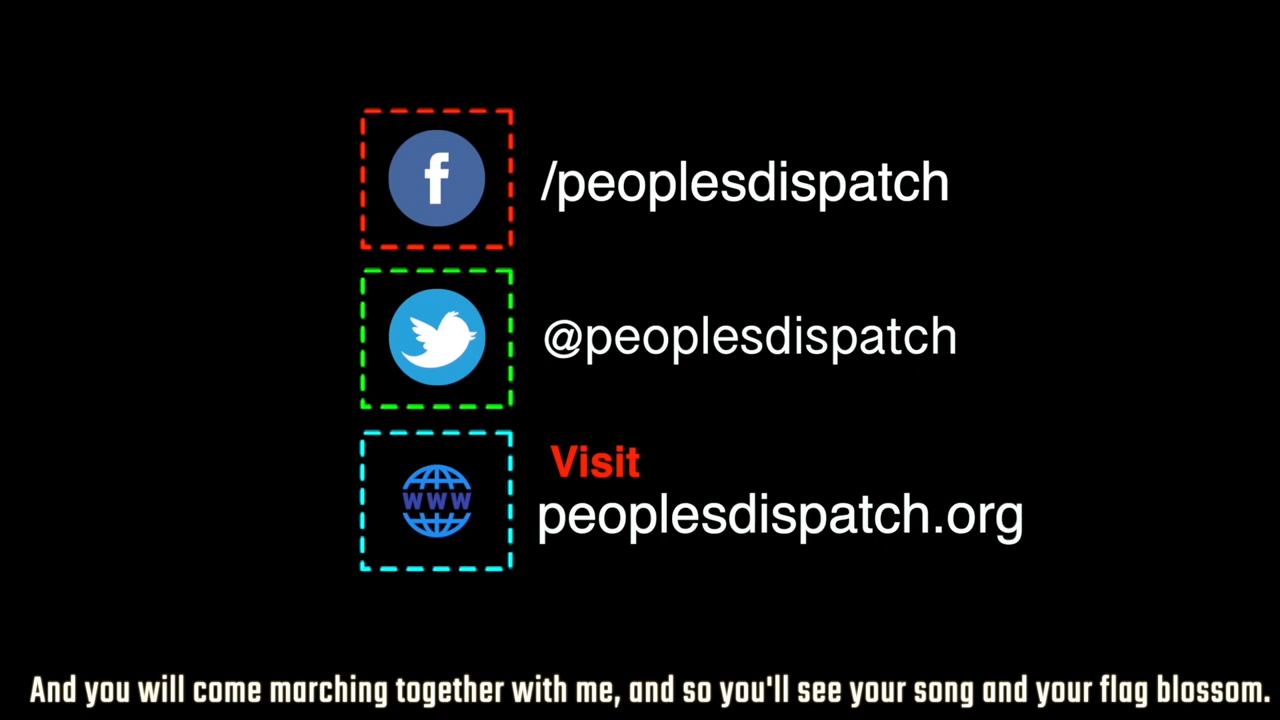 f
/peoplesdispatch
@peoplesdispatch
Visit
WWW
peoplesdispatch.org
And you will come marching together with me, and so you'll see your song and your flag blossom.